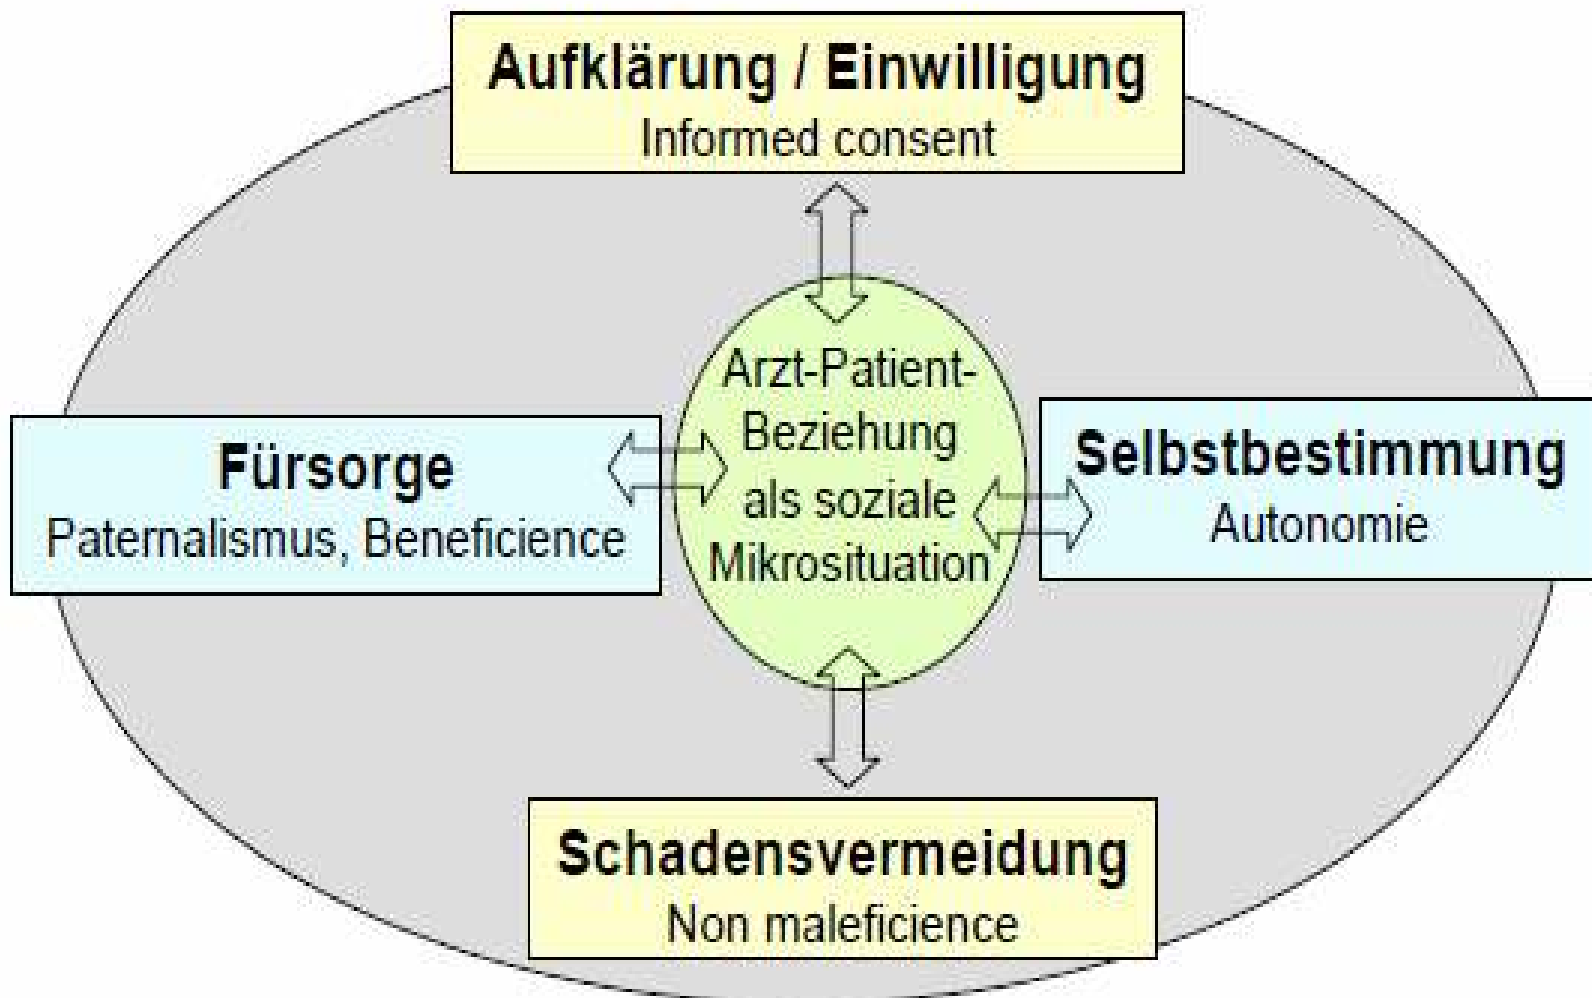 Aufklärung / Einwilligung
Informed consent
Arzt-Patient-
Beziehung
als soziale
Mikrosituation
Fürsorge
Paternalismus, Beneficience
Selbstbestimmung
Autonomie
Schadensvermeidung
Non maleficience